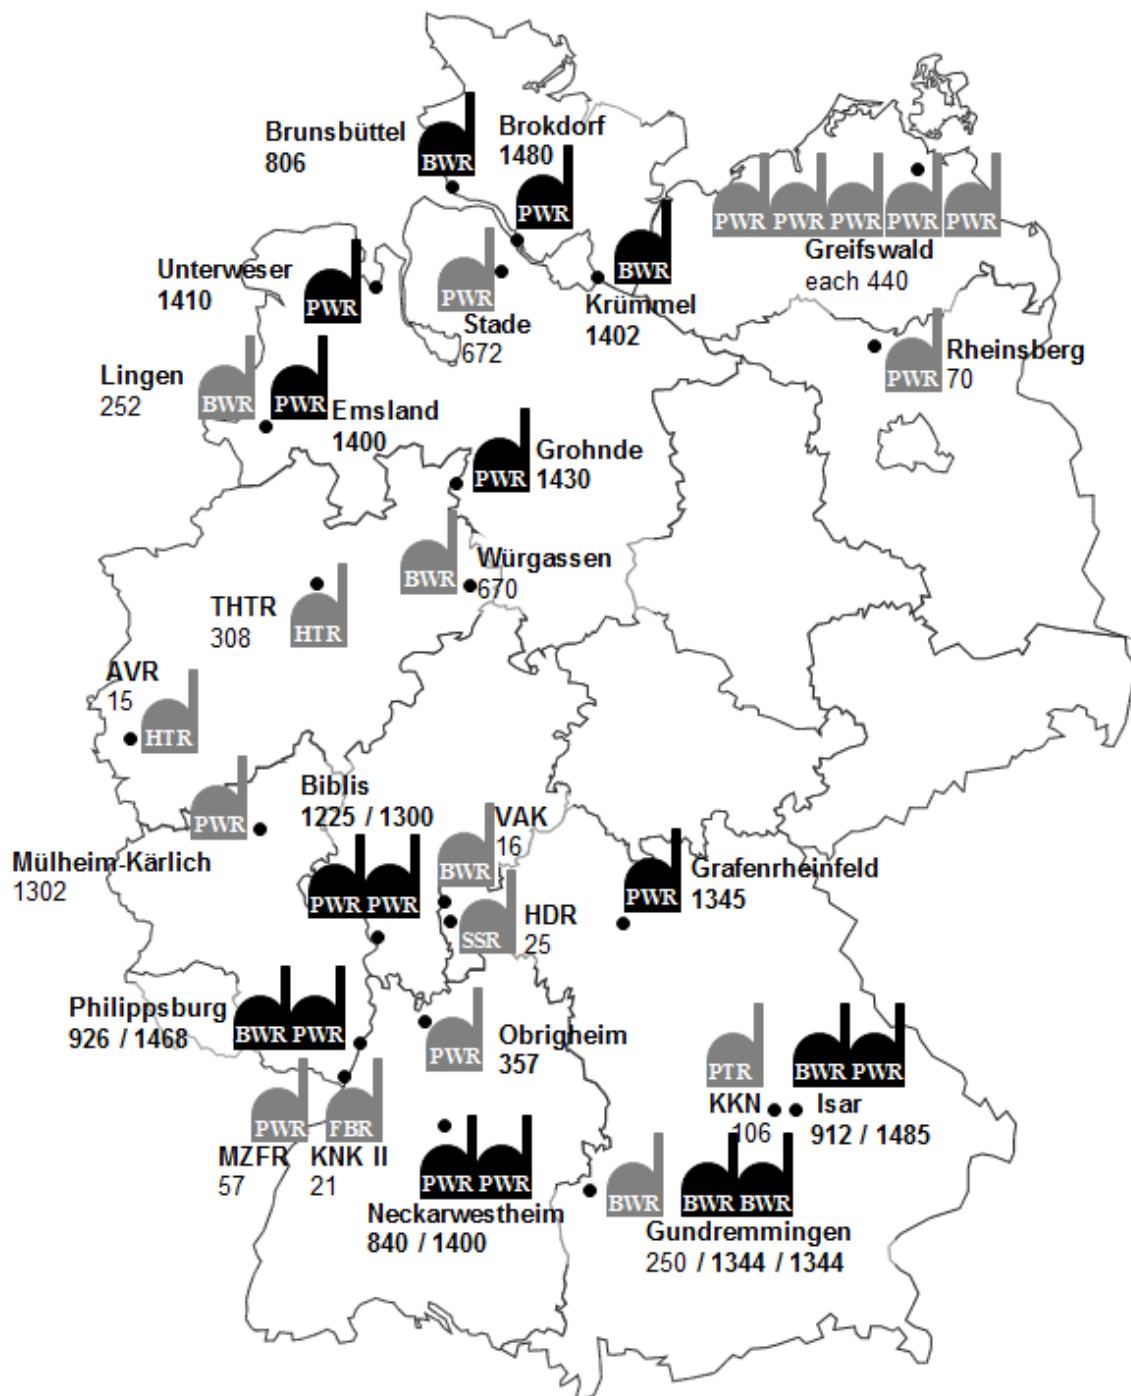 Brunsbüttel
806
BWR
Brokdorf
1480
PWR
BWR
Krümmel
1402
PWR PWR PWR PWR PWR
Greifswald
each 440
Unterweser
1410
PWR
PWR
Stade
672
PWR
Rheinsberg
70
Lingen
252
BWR
PWR
Emsland
1400
PWR
Grohnde
1430
BWR
Würgassen
670
THTR
308
HTR
AVR
15
HTR
PWR
Mülheim-Kärlich
1302
Biblis
1225 / 1300
PWR PWR
VAK
16
BWR
HDR
25
SSR
PWR
Grafenrheinfeld
1345
Philippsburg
926 / 1468
BWR PWR
PWR
Obrigheim
357
PTR
KKN
106
BWR PWR
Isar
912 / 1485
PWR
MZFR
57
FBR
KNK II
21
PWR PWR
Neckarwestheim
840 / 1400
BWR BWR BWR
Gundremmingen
250 / 1344 / 1344